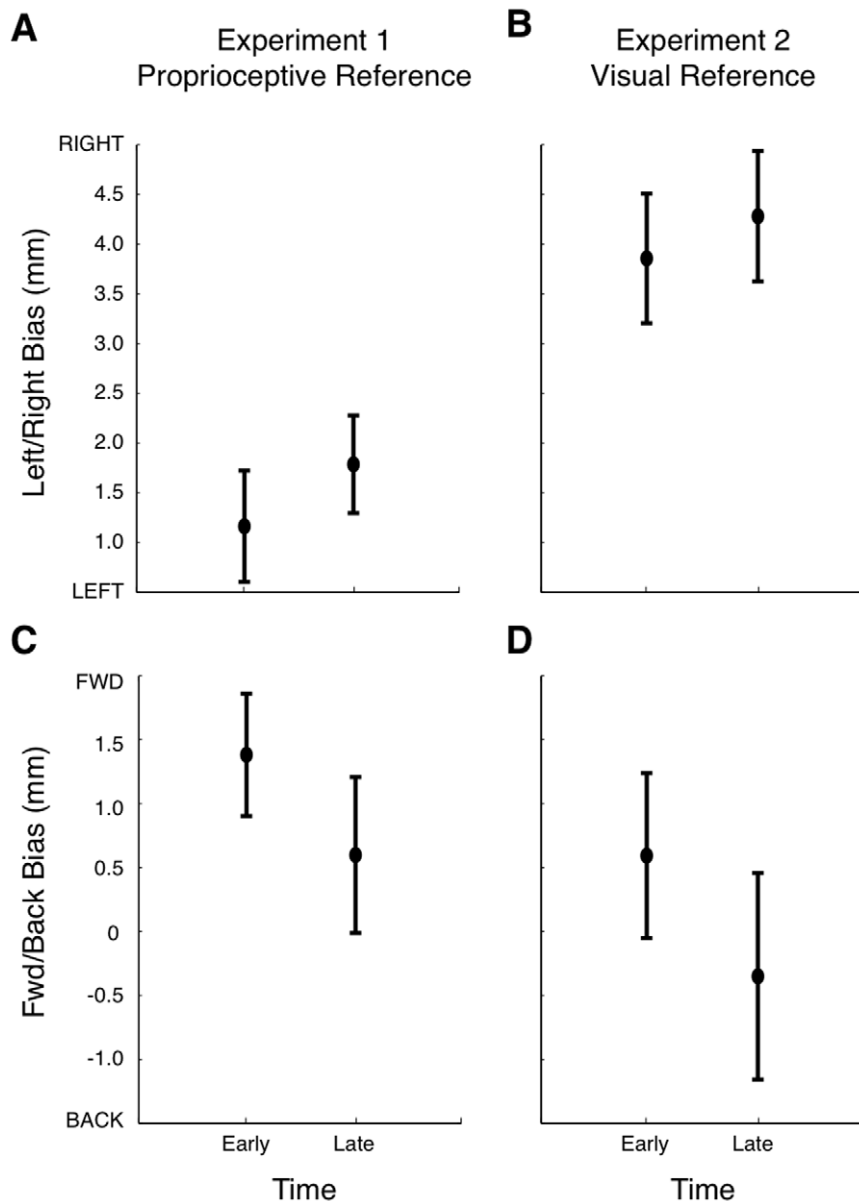 A
Experiment 1
Proprioceptive Reference
B
Experiment 2
Visual Reference
Left/Right Bias (mm)
RIGHT
4.5
4.0
3.5
3.0
2.5
2.0
1.5
1.0
LEFT
C
D
Fwd/Back Bias (mm)
FWD
1.5
1.0
0.5
0
-0.5
-1.0
BACK
Early Late
Time
Early Late
Time